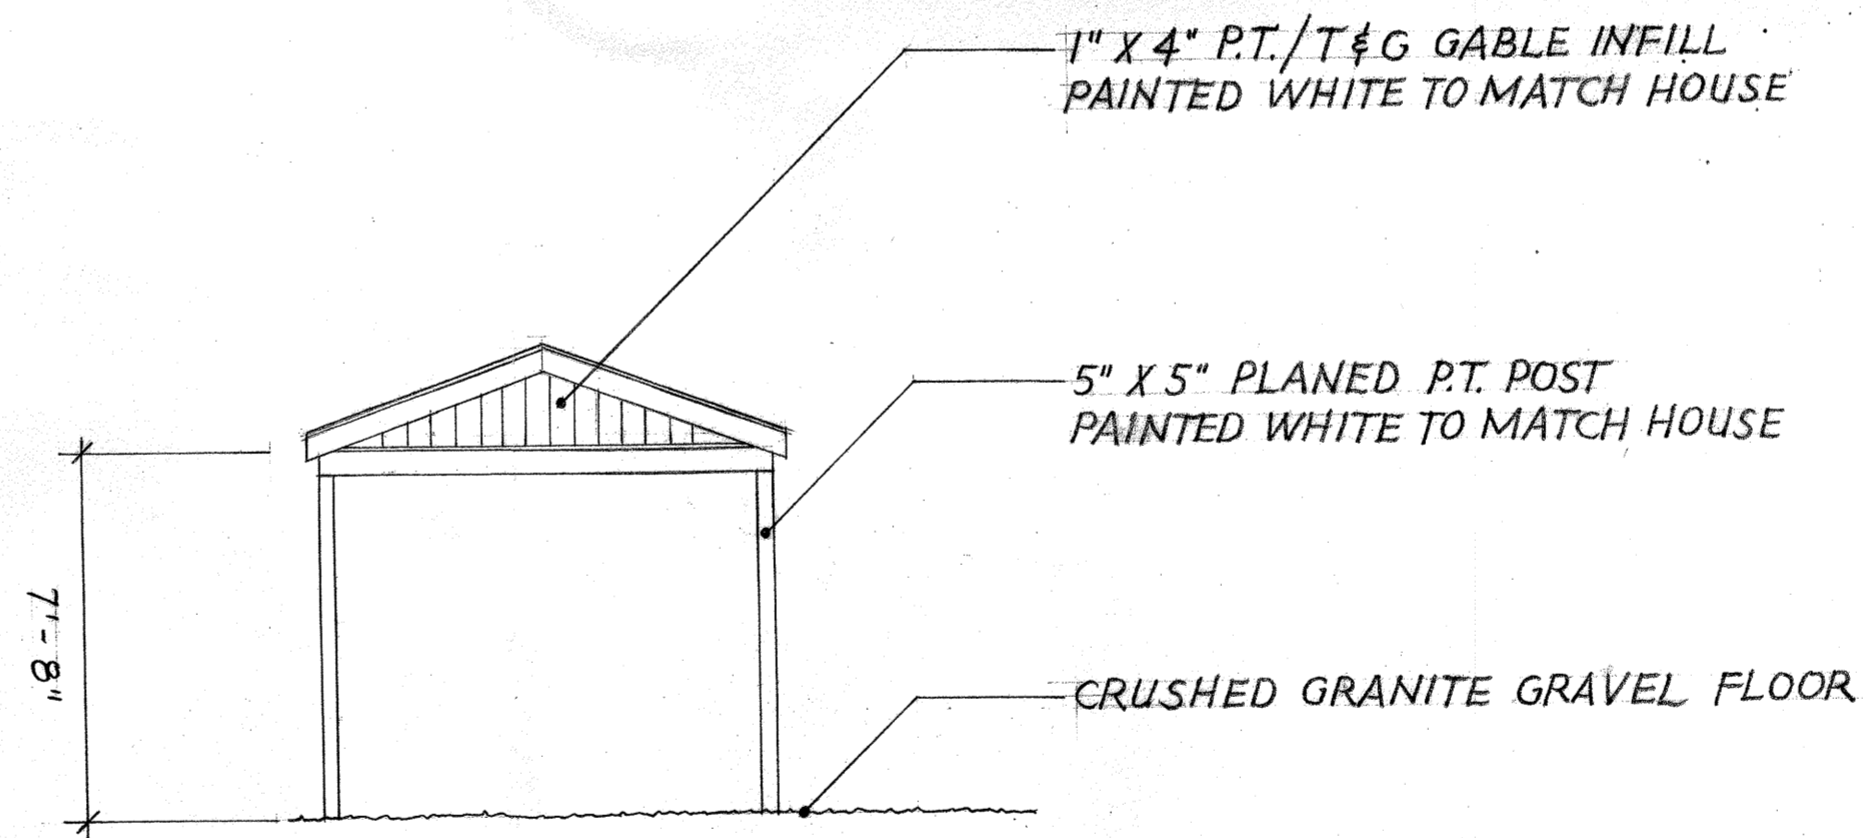 1" X 4" P.T./T & G GABLE INFILL
PAINTED WHITE TO MATCH HOUSE
5" X 5" PLANED P.T. POST
PAINTED WHITE TO MATCH HOUSE
7'-8"
CRUSHED GRANITE GRAVEL FLOOR